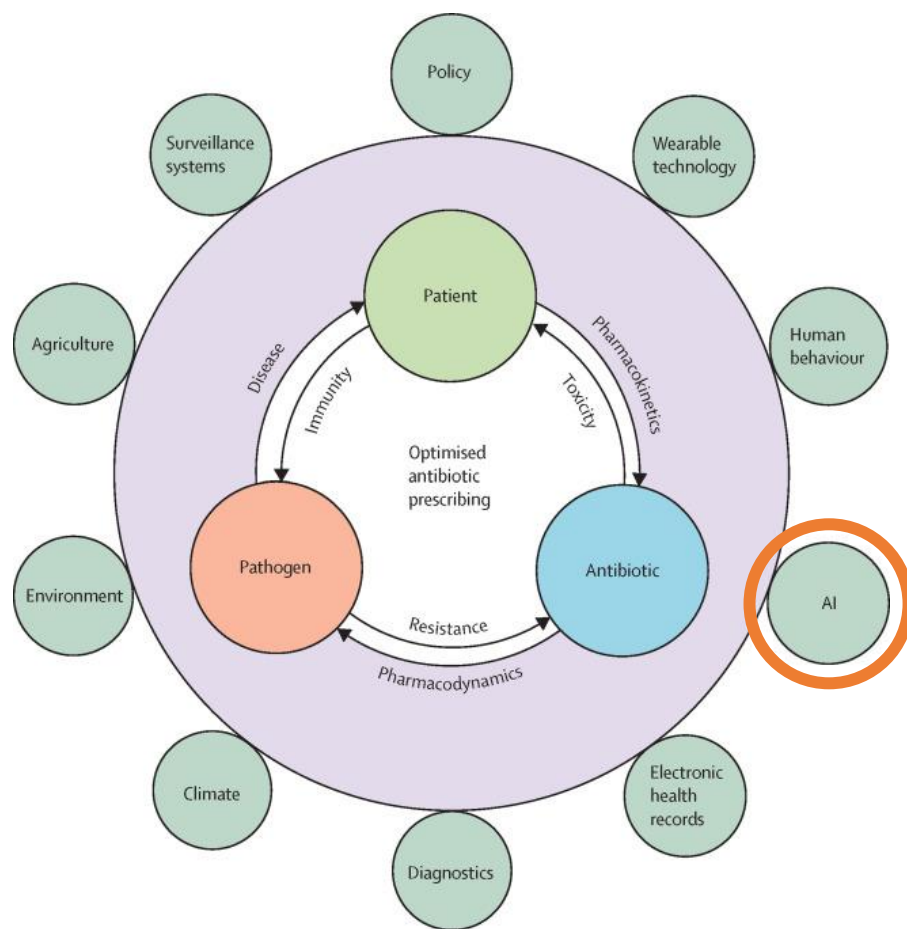 Policy
Surveillance
systems
Wearable
technology
Patient
Agriculture
Human
behaviour
Disease
Immunity
Pharmacokinetics
Toxicity
Optimised
antibiotic
prescribing
Pathogen
Antibiotic
Environment
AI
Resistance
Pharmacodynamics
Climate
Electronic
health
records
Diagnostics